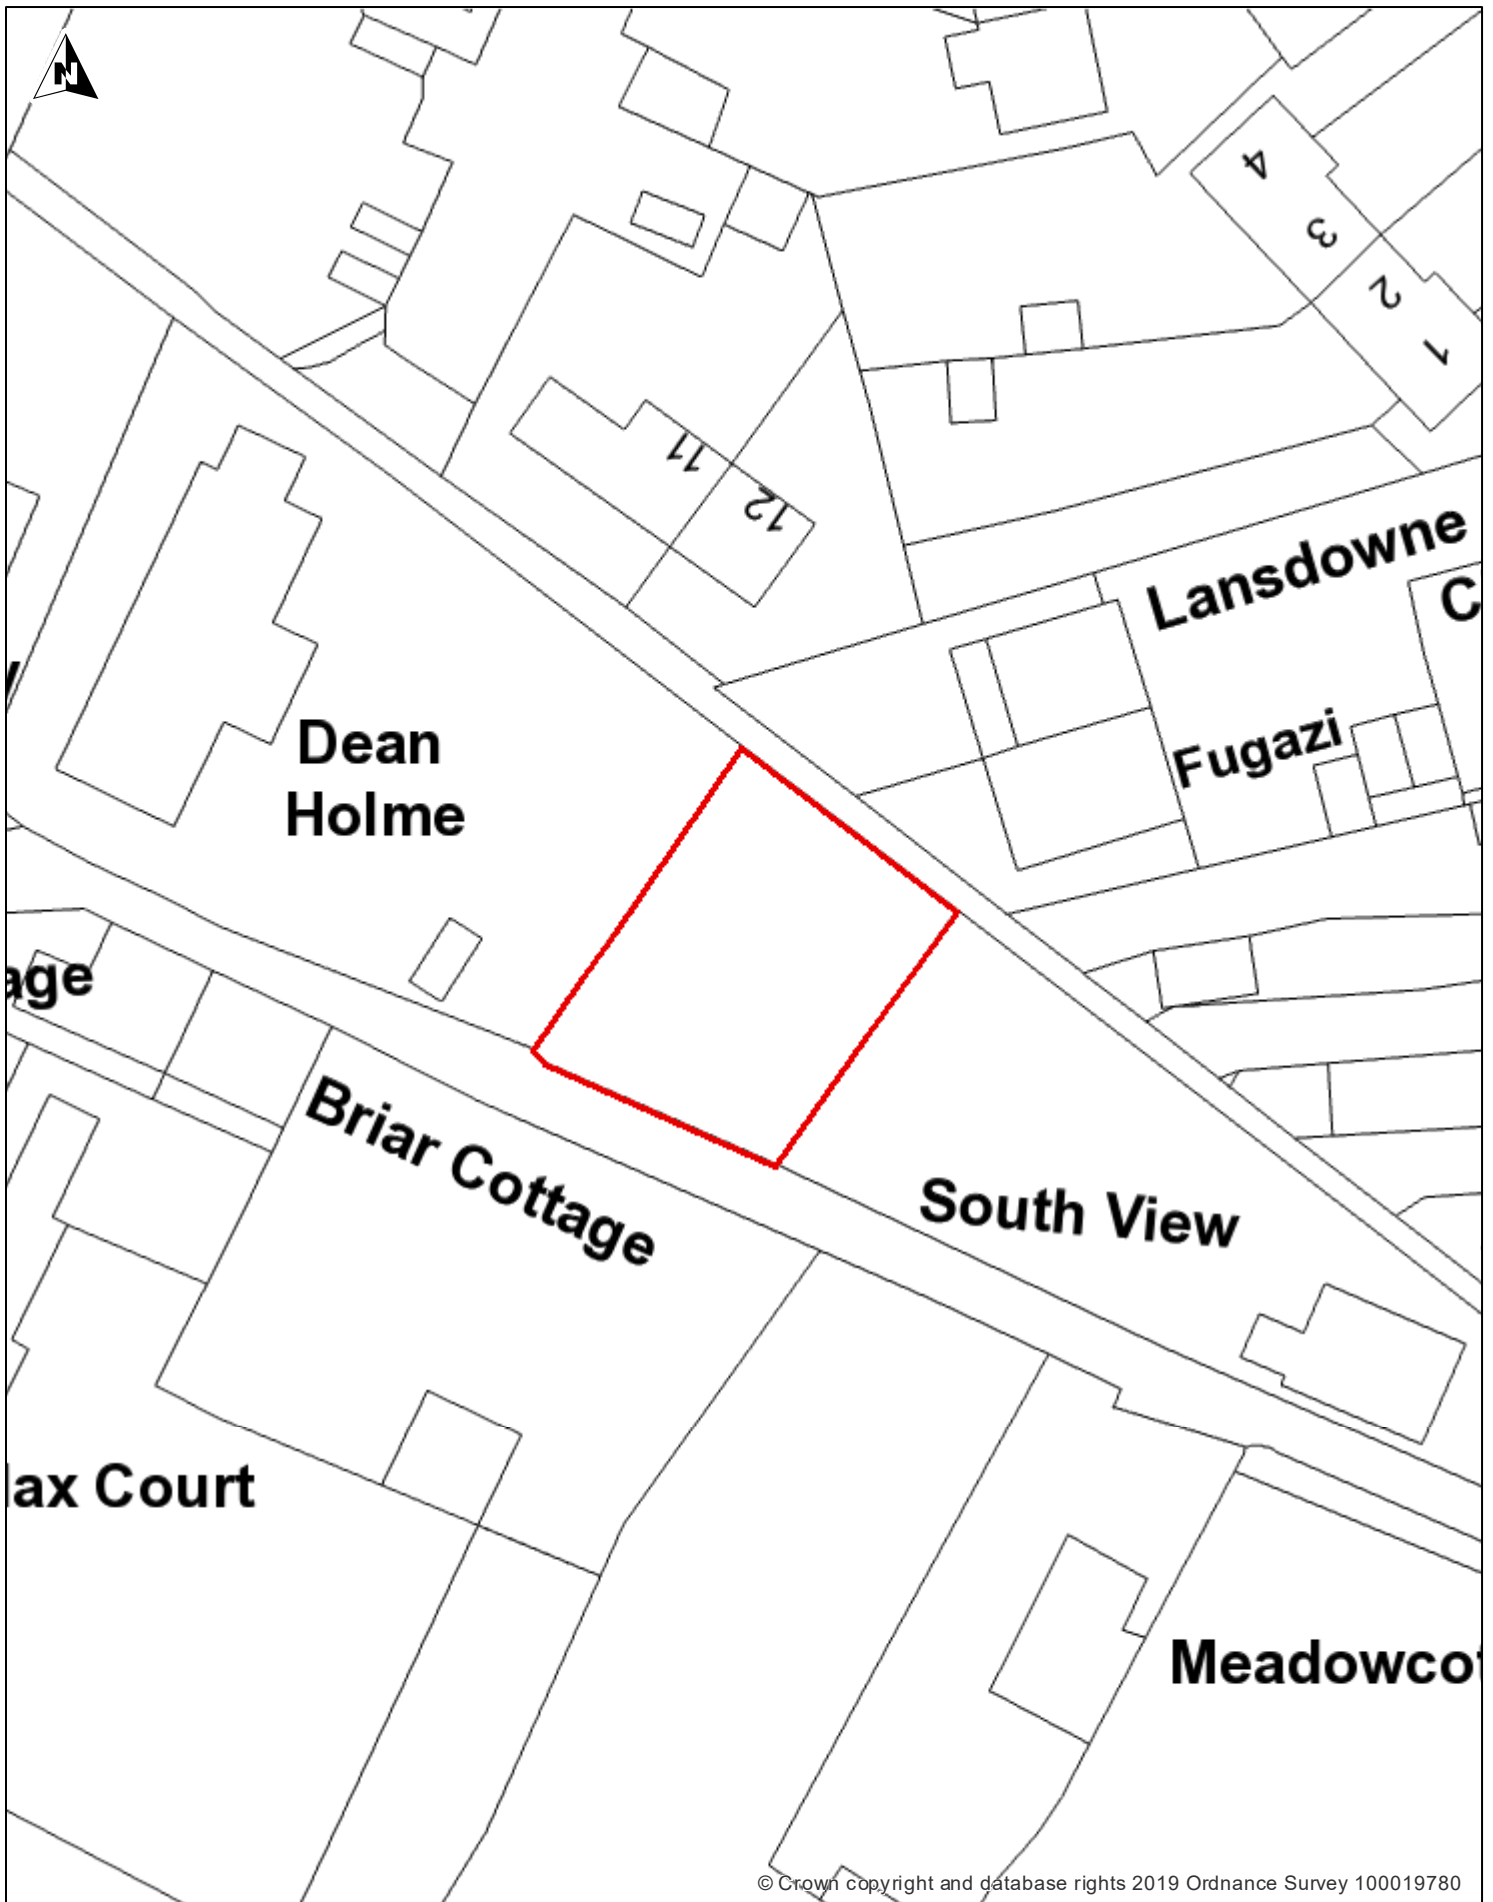 N
4
3
2
1
11
12
Lansdowne
C
Fugazi
Dean
Holme
age
Briar Cottage
South View
lax Court
Meadowcot
© Crown copyright and database rights 2019 Ordnance Survey 100019780